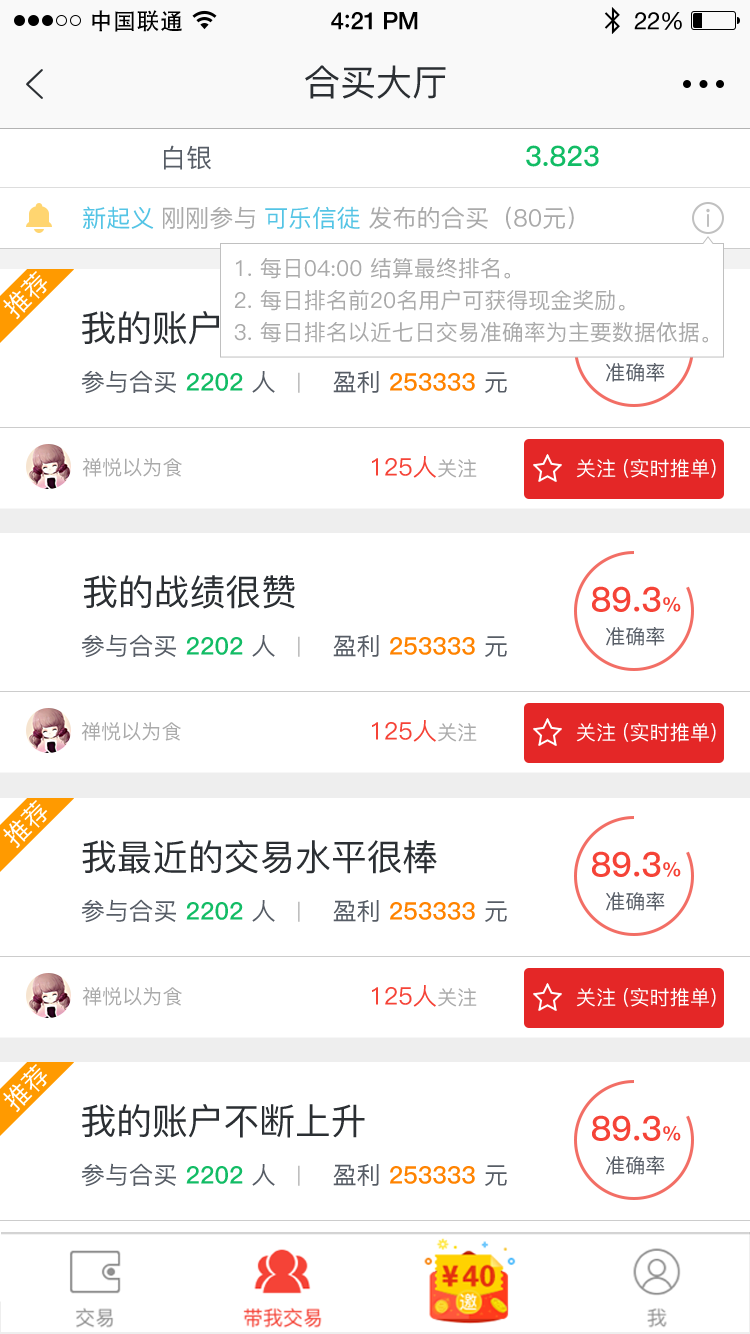 中国联通 4:21 PM 22%
合买大厅
白银 3.823
新起义 刚刚参与 可乐信徒 发布的合买（80元）
1. 每日04:00 结算最终排名。
2. 每日排名前20名用户可获得现金奖励。
3. 每日排名以近七日交易准确率为主要数据依据。
推荐
我的账户
参与合买 2202 人 | 盈利 253333 元
准确率
禅悦以为食 125人关注 关注 (实时推单)
我的战绩很赞
89.3%
参与合买 2202 人 | 盈利 253333 元
准确率
禅悦以为食 125人关注 关注 (实时推单)
推荐
我最近的交易水平很棒
89.3%
参与合买 2202 人 | 盈利 253333 元
准确率
禅悦以为食 125人关注 关注 (实时推单)
推荐
我的账户不断上升
89.3%
参与合买 2202 人 | 盈利 253333 元
准确率
¥40
邀
交易 带我交易 我